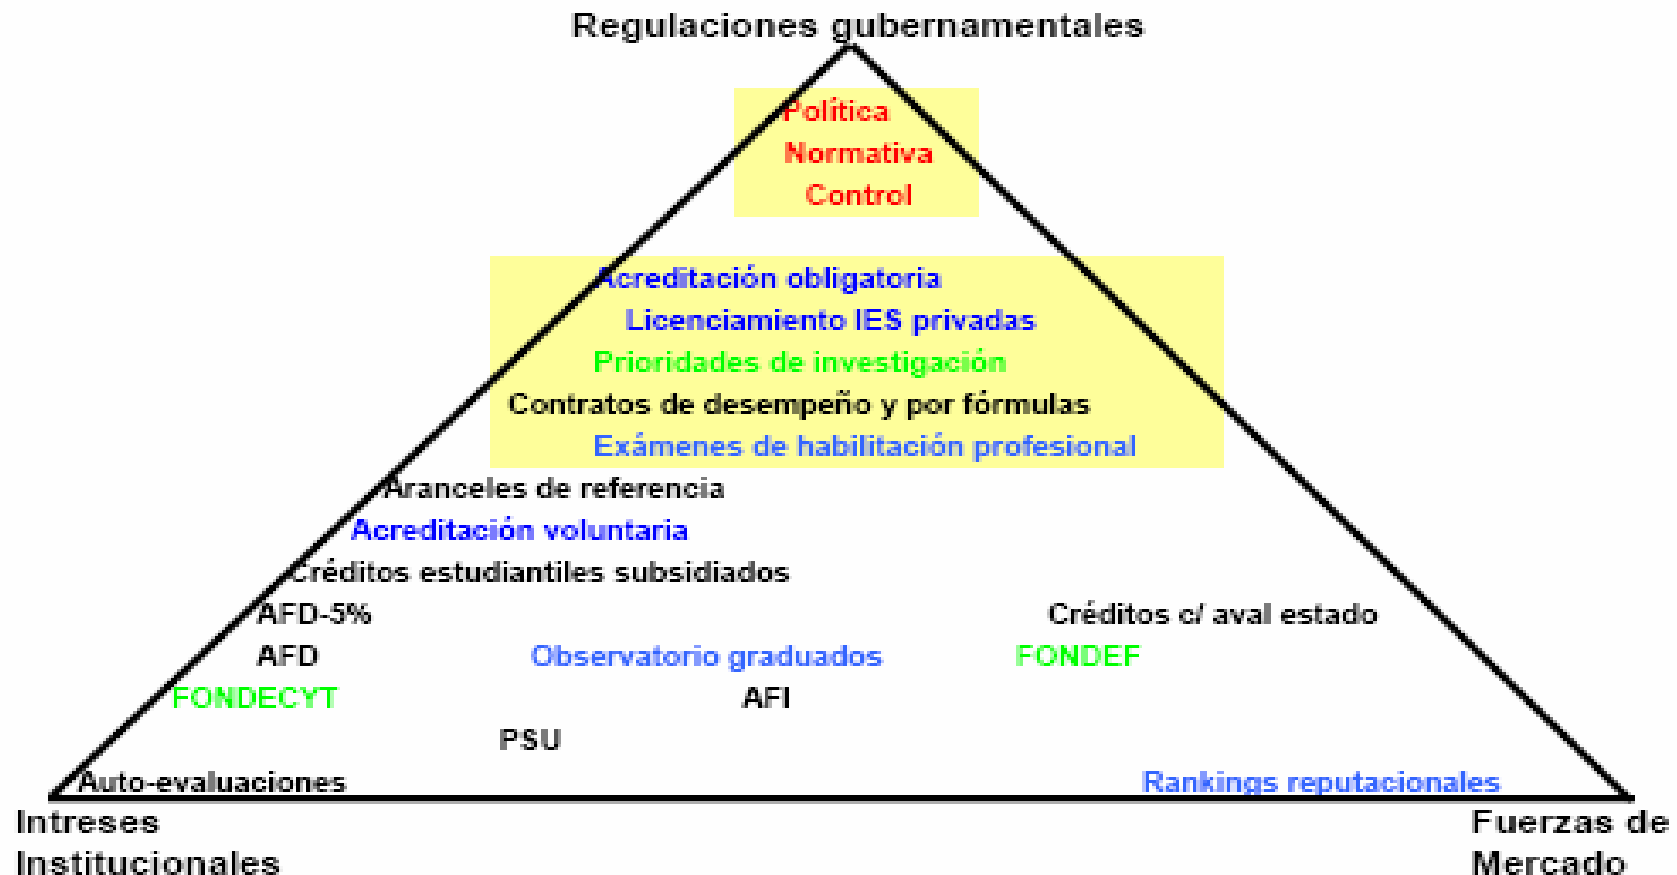 Regulaciones gubernamentales
Política
Normativa
Control
Acreditación obligatoria
Licenciamiento IES privadas
Prioridades de investigación
Contratos de desempeño y por fórmulas
Exámenes de habilitación profesional
Aranceles de referencia
Acreditación voluntaria
Créditos estudiantiles subsidiados
AFD-5% Créditos c/ aval estado
AFD Observatorio graduados FONDEF
FONDECYT AFI
PSU
Auto-evaluaciones Rankings reputacionales
Intreses Fuerzas de
Institucionales Mercado